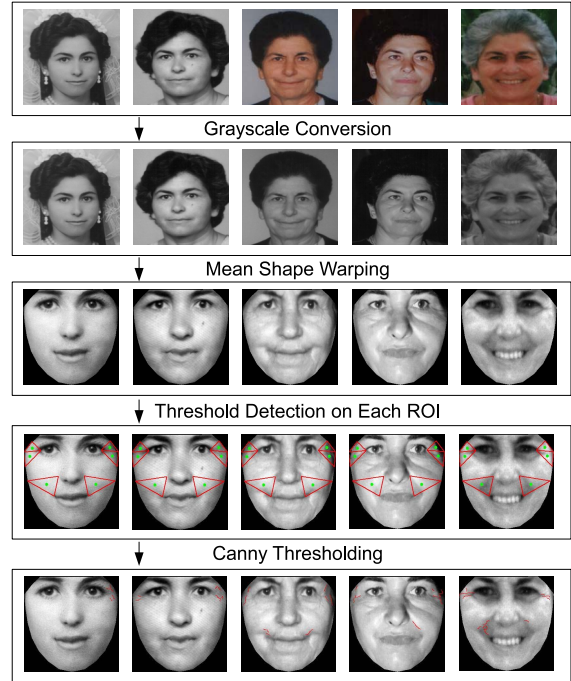 Grayscale Conversion
Mean Shape Warping
Threshold Detection on Each ROI
Canny Thresholding